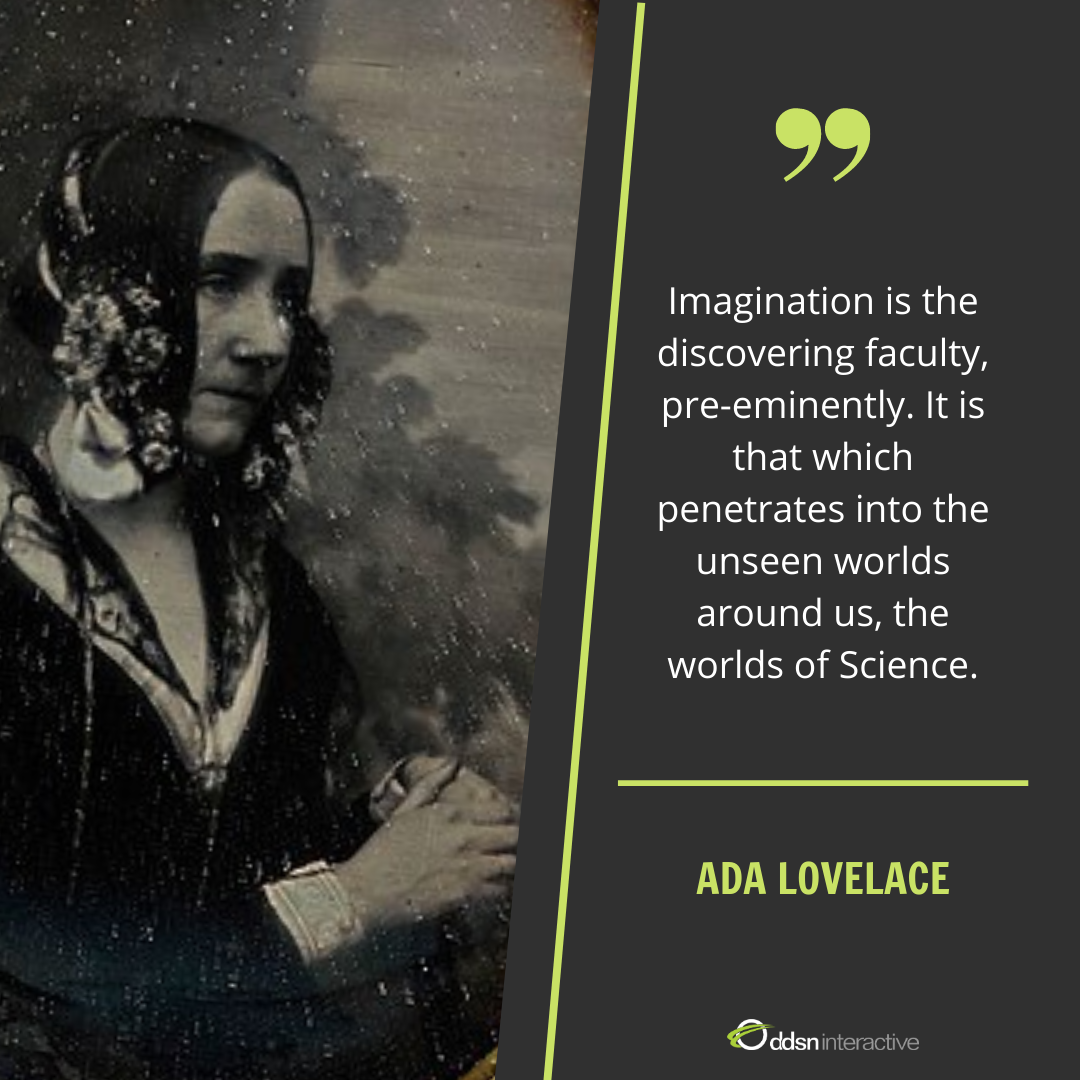 ”
Imagination is the
discovering faculty,
pre-eminently. It is
that which
penetrates into the
unseen worlds
around us, the
worlds of Science.
ADA LOVELACE
ddsn interactive